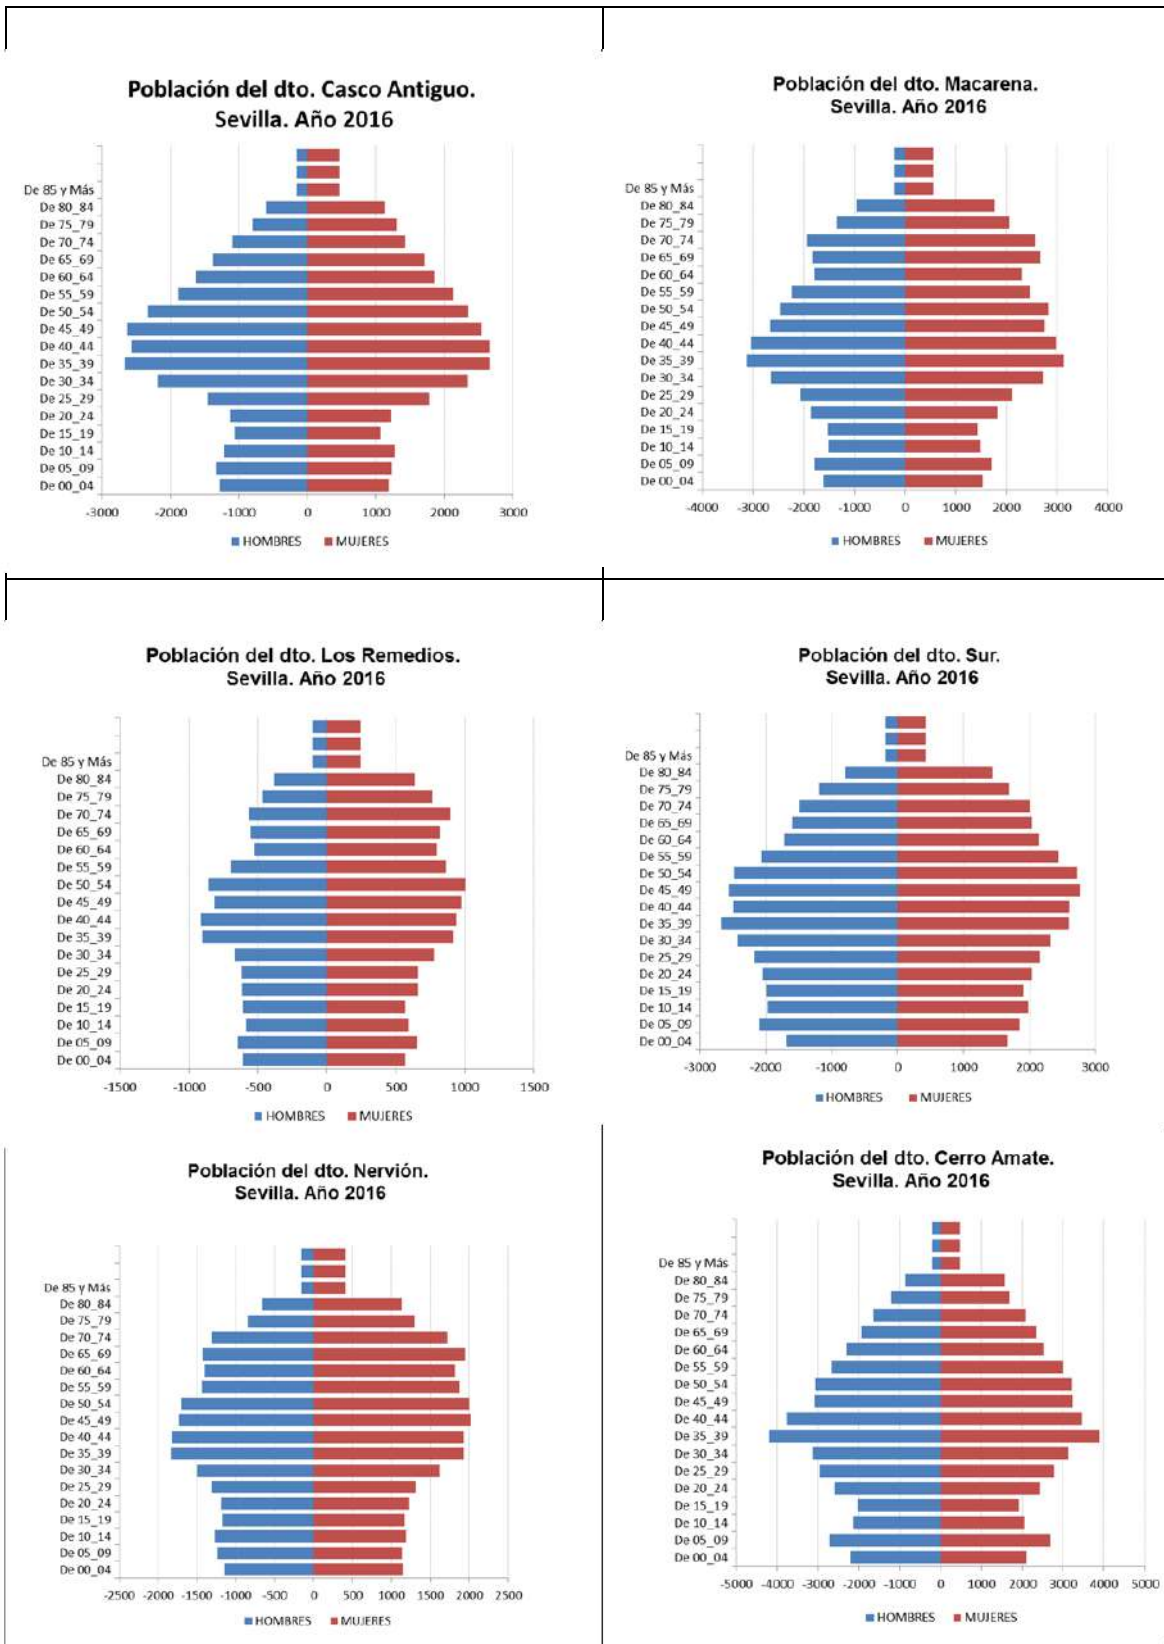 Población del dto. Casco Antiguo.
Sevilla. Año 2016
De 85 y Más
De 80_84
De 75_79
De 70_74
De 65_69
De 60_64
De 55_59
De 50_54
De 45_49
De 40_44
De 35_39
De 30_34
De 25_29
De 20_24
De 15_19
De 10_14
De 05_09
De 00_04
-3000 -2000 -1000 0 1000 2000 3000
HOMBRES MUJERES
Población del dto. Macarena.
Sevilla. Año 2016
De 85 y Más
De 80_84
De 75_79
De 70_74
De 65_69
De 60_64
De 55_59
De 50_54
De 45_49
De 40_44
De 35_39
De 30_34
De 25_29
De 20_24
De 15_19
De 10_14
De 05_09
De 00_04
-4000 -3000 -2000 -1000 0 1000 2000 3000 4000
HOMBRES MUJERES
Población del dto. Los Remedios.
Sevilla. Año 2016
De 85 y Más
De 80_84
De 75_79
De 70_74
De 65_69
De 60_64
De 55_59
De 50_54
De 45_49
De 40_44
De 35_39
De 30_34
De 25_29
De 20_24
De 15_19
De 10_14
De 05_09
De 00_04
-1500 -1000 -500 0 500 1000 1500
HOMBRES MUJERES
Población del dto. Sur.
Sevilla. Año 2016
De 85 y Más
De 80_84
De 75_79
De 70_74
De 65_69
De 60_64
De 55_59
De 50_54
De 45_49
De 40_44
De 35_39
De 30_34
De 25_29
De 20_24
De 15_19
De 10_14
De 05_09
De 00_04
-3000 -2000 -1000 0 1000 2000 3000
HOMBRES MUJERES
Población del dto. Nervión.
Sevilla. Año 2016
De 85 y Más
De 80_84
De 75_79
De 70_74
De 65_69
De 60_64
De 55_59
De 50_54
De 45_49
De 40_44
De 35_39
De 30_34
De 25_29
De 20_24
De 15_19
De 10_14
De 05_09
De 00_04
-2500 -2000 -1500 -1000 -500 0 500 1000 1500 2000 2500
HOMBRES MUJERES
Población del dto. Cerro Amate.
Sevilla. Año 2016
De 85 y Más
De 80_84
De 75_79
De 70_74
De 65_69
De 60_64
De 55_59
De 50_54
De 45_49
De 40_44
De 35_39
De 30_34
De 25_29
De 20_24
De 15_19
De 10_14
De 05_09
De 00_04
-5000 -4000 -3000 -2000 -1000 0 1000 2000 3000 4000 5000
HOMBRES MUJERES